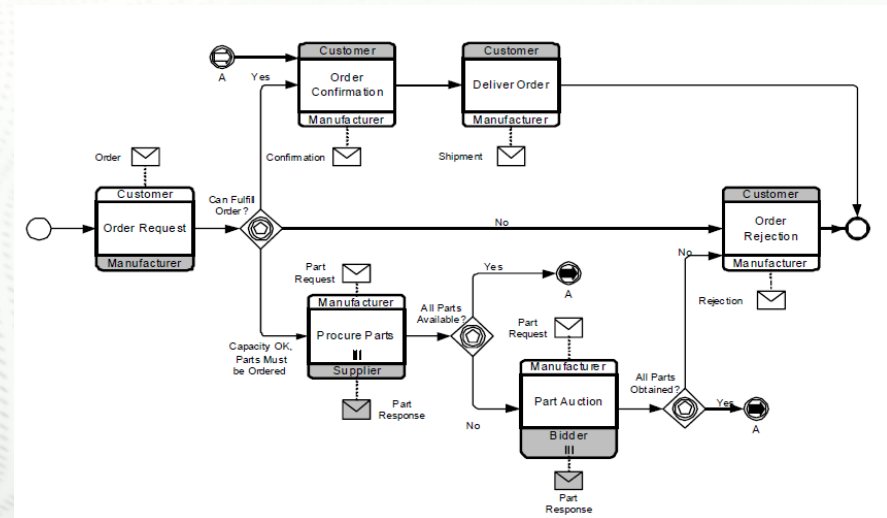 Customer
Order
Confirmation
Manufacturer
Customer
Deliver Order
Manufacturer
A
Yes
Order
Confirmation
Shipment
Customer
Order Request
Manufacturer
Can Fulfill
Order?
No
Customer
Order
Rejection
Manufacturer
Part
Request
Manufacturer
Procure Parts
Supplier
Capacity OK,
Parts Must
be Ordered
All Parts
Available?
Yes
A
No
Part
Request
Manufacturer
Part Auction
Bidder
No
Rejection
All Parts
Obtained?
Yes
A
Part
Response
Part
Response